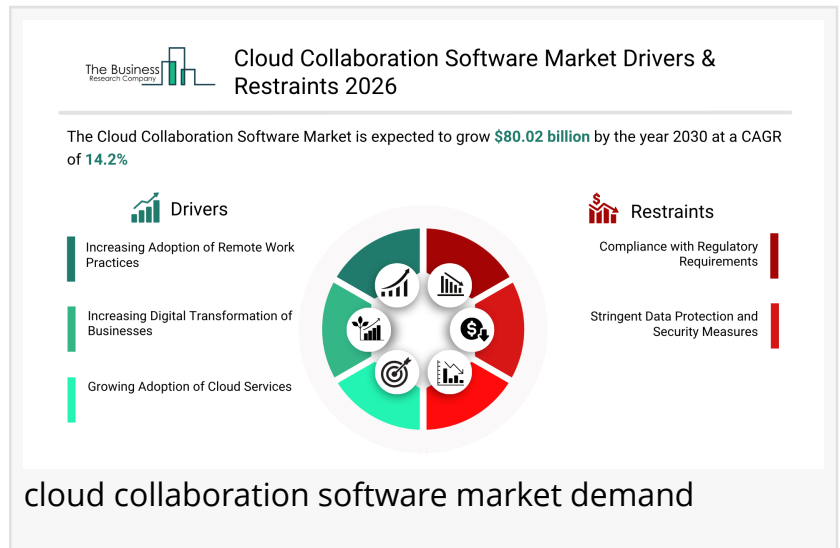 The Business
Research Company
Cloud Collaboration Software Market Drivers &
Restraints 2026
The Cloud Collaboration Software Market is expected to grow $80.02 billion by the year 2030 at a CAGR
of 14.2%
Drivers
Increasing Adoption of Remote Work
Practices
Increasing Digital Transformation of
Businesses
Growing Adoption of Cloud Services
$
Restraints
Compliance with Regulatory
Requirements
Stringent Data Protection and
Security Measures
$
cloud collaboration software market demand